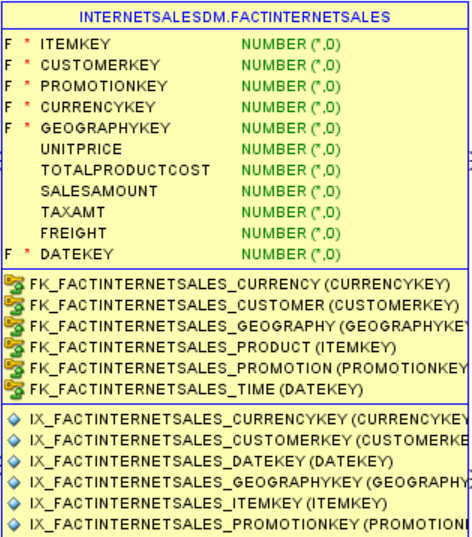 INTERNETSALESDM.FACTINTERNETSALES
F * ITEMKEY NUMBER (*,0)
F * CUSTOMERKEY NUMBER (*,0)
F * PROMOTIONKEY NUMBER (*,0)
F * CURRENCYKEY NUMBER (*,0)
F * GEOGRAPHYKEY NUMBER (*,0)
UNITPRICE NUMBER (*,0)
TOTALPRODUCTCOST NUMBER (*,0)
SALESAMOUNT NUMBER (*,0)
TAXAMT NUMBER (*,0)
FREIGHT NUMBER (*,0)
F * DATEKEY NUMBER (*,0)
FK_FACTINTERNETSALES_CURRENCY (CURRENCYKEY)
FK_FACTINTERNETSALES_CUSTOMER (CUSTOMERKEY)
FK_FACTINTERNETSALES_GEOGRAPHY (GEOGRAPHYKEY
FK_FACTINTERNETSALES_PRODUCT (ITEMKEY)
FK_FACTINTERNETSALES_PROMOTION (PROMOTIONKEY
FK_FACTINTERNETSALES_TIME (DATEKEY)
IX_FACTINTERNETSALES_CURRENCYKEY (CURRENCYKEY
IX_FACTINTERNETSALES_CUSTOMERKEY (CUSTOMERKE
IX_FACTINTERNETSALES_DATEKEY (DATEKEY)
IX_FACTINTERNETSALES_GEOGRAPHYKEY (GEOGRAPHY
IX_FACTINTERNETSALES_ITEMKEY (ITEMKEY)
IX_FACTINTERNETSALES_PROMOTIONKEY (PROMOTION